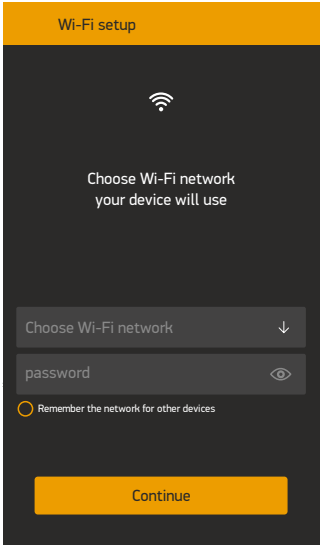 Wi-Fi setup
Choose Wi-Fi network
your device will use
Choose Wi-Fi network
password
Remember the network for other devices
Continue